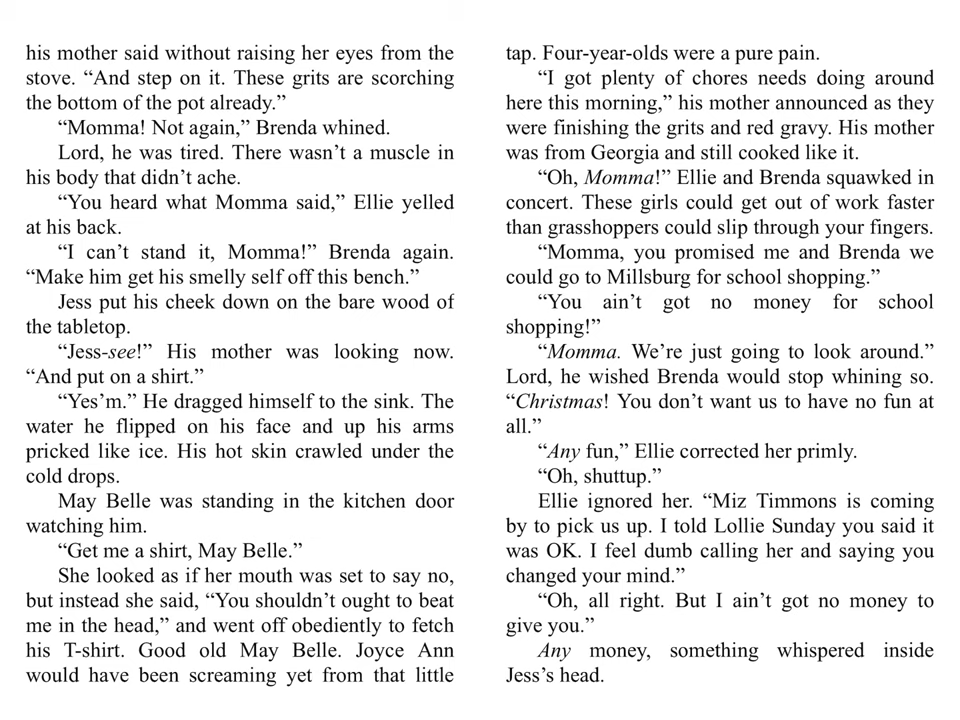 his mother said without raising her eyes from the
stove. “And step on it. These grits are scorching
the bottom of the pot already.”
“Momma! Not again,” Brenda whined.
Lord, he was tired. There wasn’t a muscle in
his body that didn’t ache.
“You heard what Momma said,” Ellie yelled
at his back.
“I can’t stand it, Momma!” Brenda again.
“Make him get his smelly self off this bench.”
Jess put his cheek down on the bare wood of
the tabletop.
“Jess-see!” His mother was looking now.
“And put on a shirt.”
“Yes’m.” He dragged himself to the sink. The
water he flipped on his face and up his arms
pricked like ice. His hot skin crawled under the
cold drops.
May Belle was standing in the kitchen door
watching him.
“Get me a shirt, May Belle.”
She looked as if her mouth was set to say no,
but instead she said, “You shouldn’t ought to beat
me in the head,” and went off obediently to fetch
his T-shirt. Good old May Belle. Joyce Ann
would have been screaming yet from that little
tap. Four-year-olds were a pure pain.
“I got plenty of chores needs doing around
here this morning,” his mother announced as they
were finishing the grits and red gravy. His mother
was from Georgia and still cooked like it.
“Oh, Momma!” Ellie and Brenda squawked in
concert. These girls could get out of work faster
than grasshoppers could slip through your fingers.
“Momma, you promised me and Brenda we
could go to Millsburg for school shopping.”
“You ain’t got no money for school
shopping!”
“Momma. We’re just going to look around.”
Lord, he wished Brenda would stop whining so.
“Christmas! You don’t want us to have no fun at
all.”
“Any fun,” Ellie corrected her primly.
“Oh, shuttup.”
Ellie ignored her. “Miz Timmons is coming
by to pick us up. I told Lollie Sunday you said it
was OK. I feel dumb calling her and saying you
changed your mind.”
“Oh, all right. But I ain’t got no money to
give you.”
Any money, something whispered inside
Jess’s head.